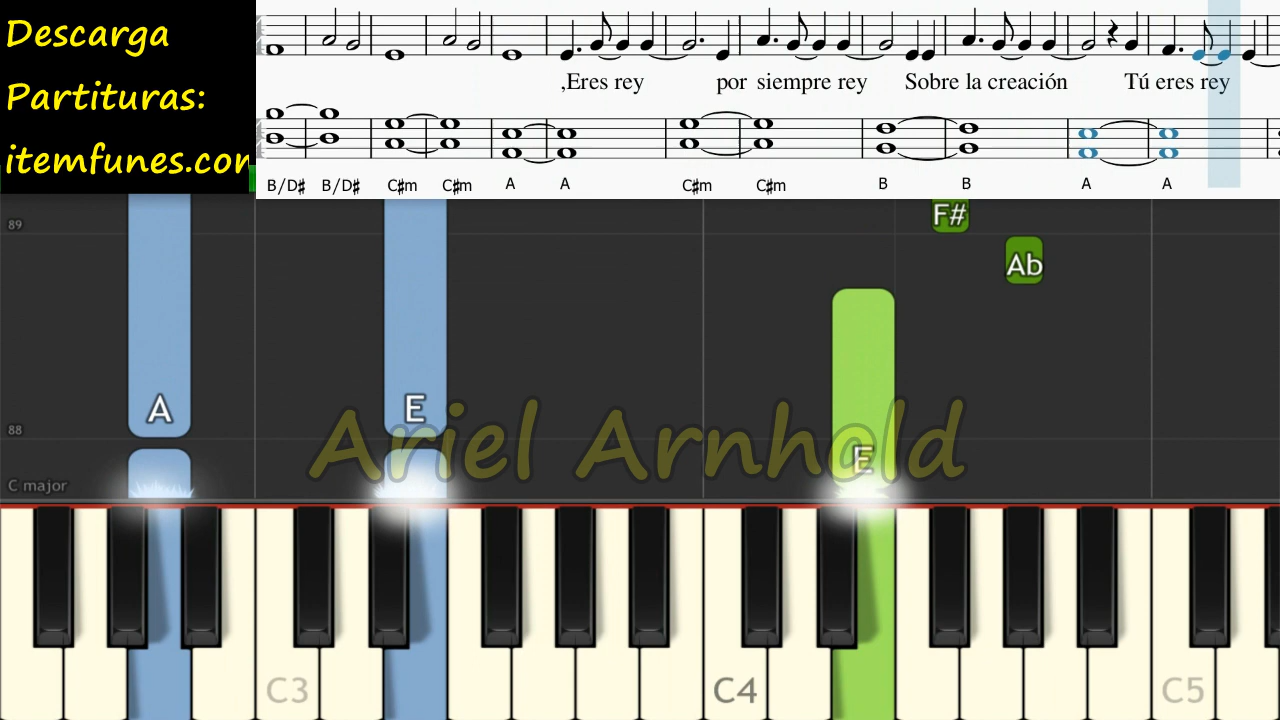 Descarga
Partituras:
itemfunes.com
,Eres rey por siempre rey Sobre la creación Tú eres rey
B/D♯ B/D♯ C♯m C♯m A A C♯m C♯m B B A A
89
F#
Ab
A E
88
Ariel Arnhold
E
C major
C3 C4 C5